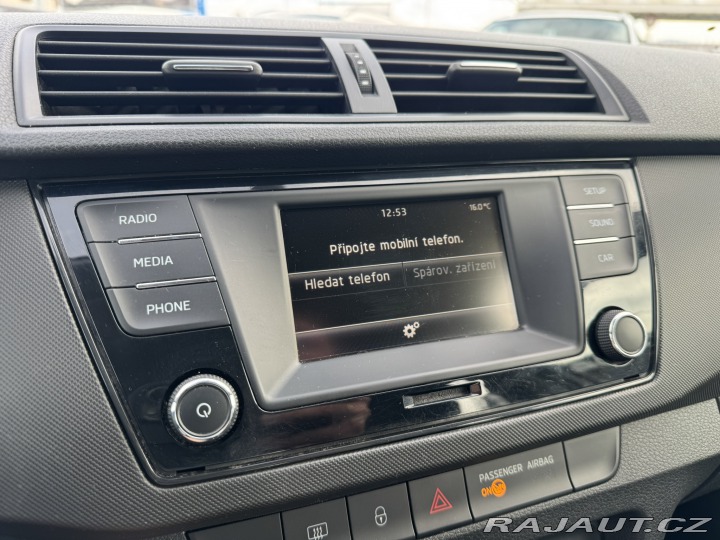 12:53
16.0°C
Připojte mobilní telefon.
Hledat telefon
Spárov. zařízení
RADIO
MEDIA
PHONE
SETUP
SOUND
CAR
PASSENGER AIRBAG
ON
RAJAUT.CZ